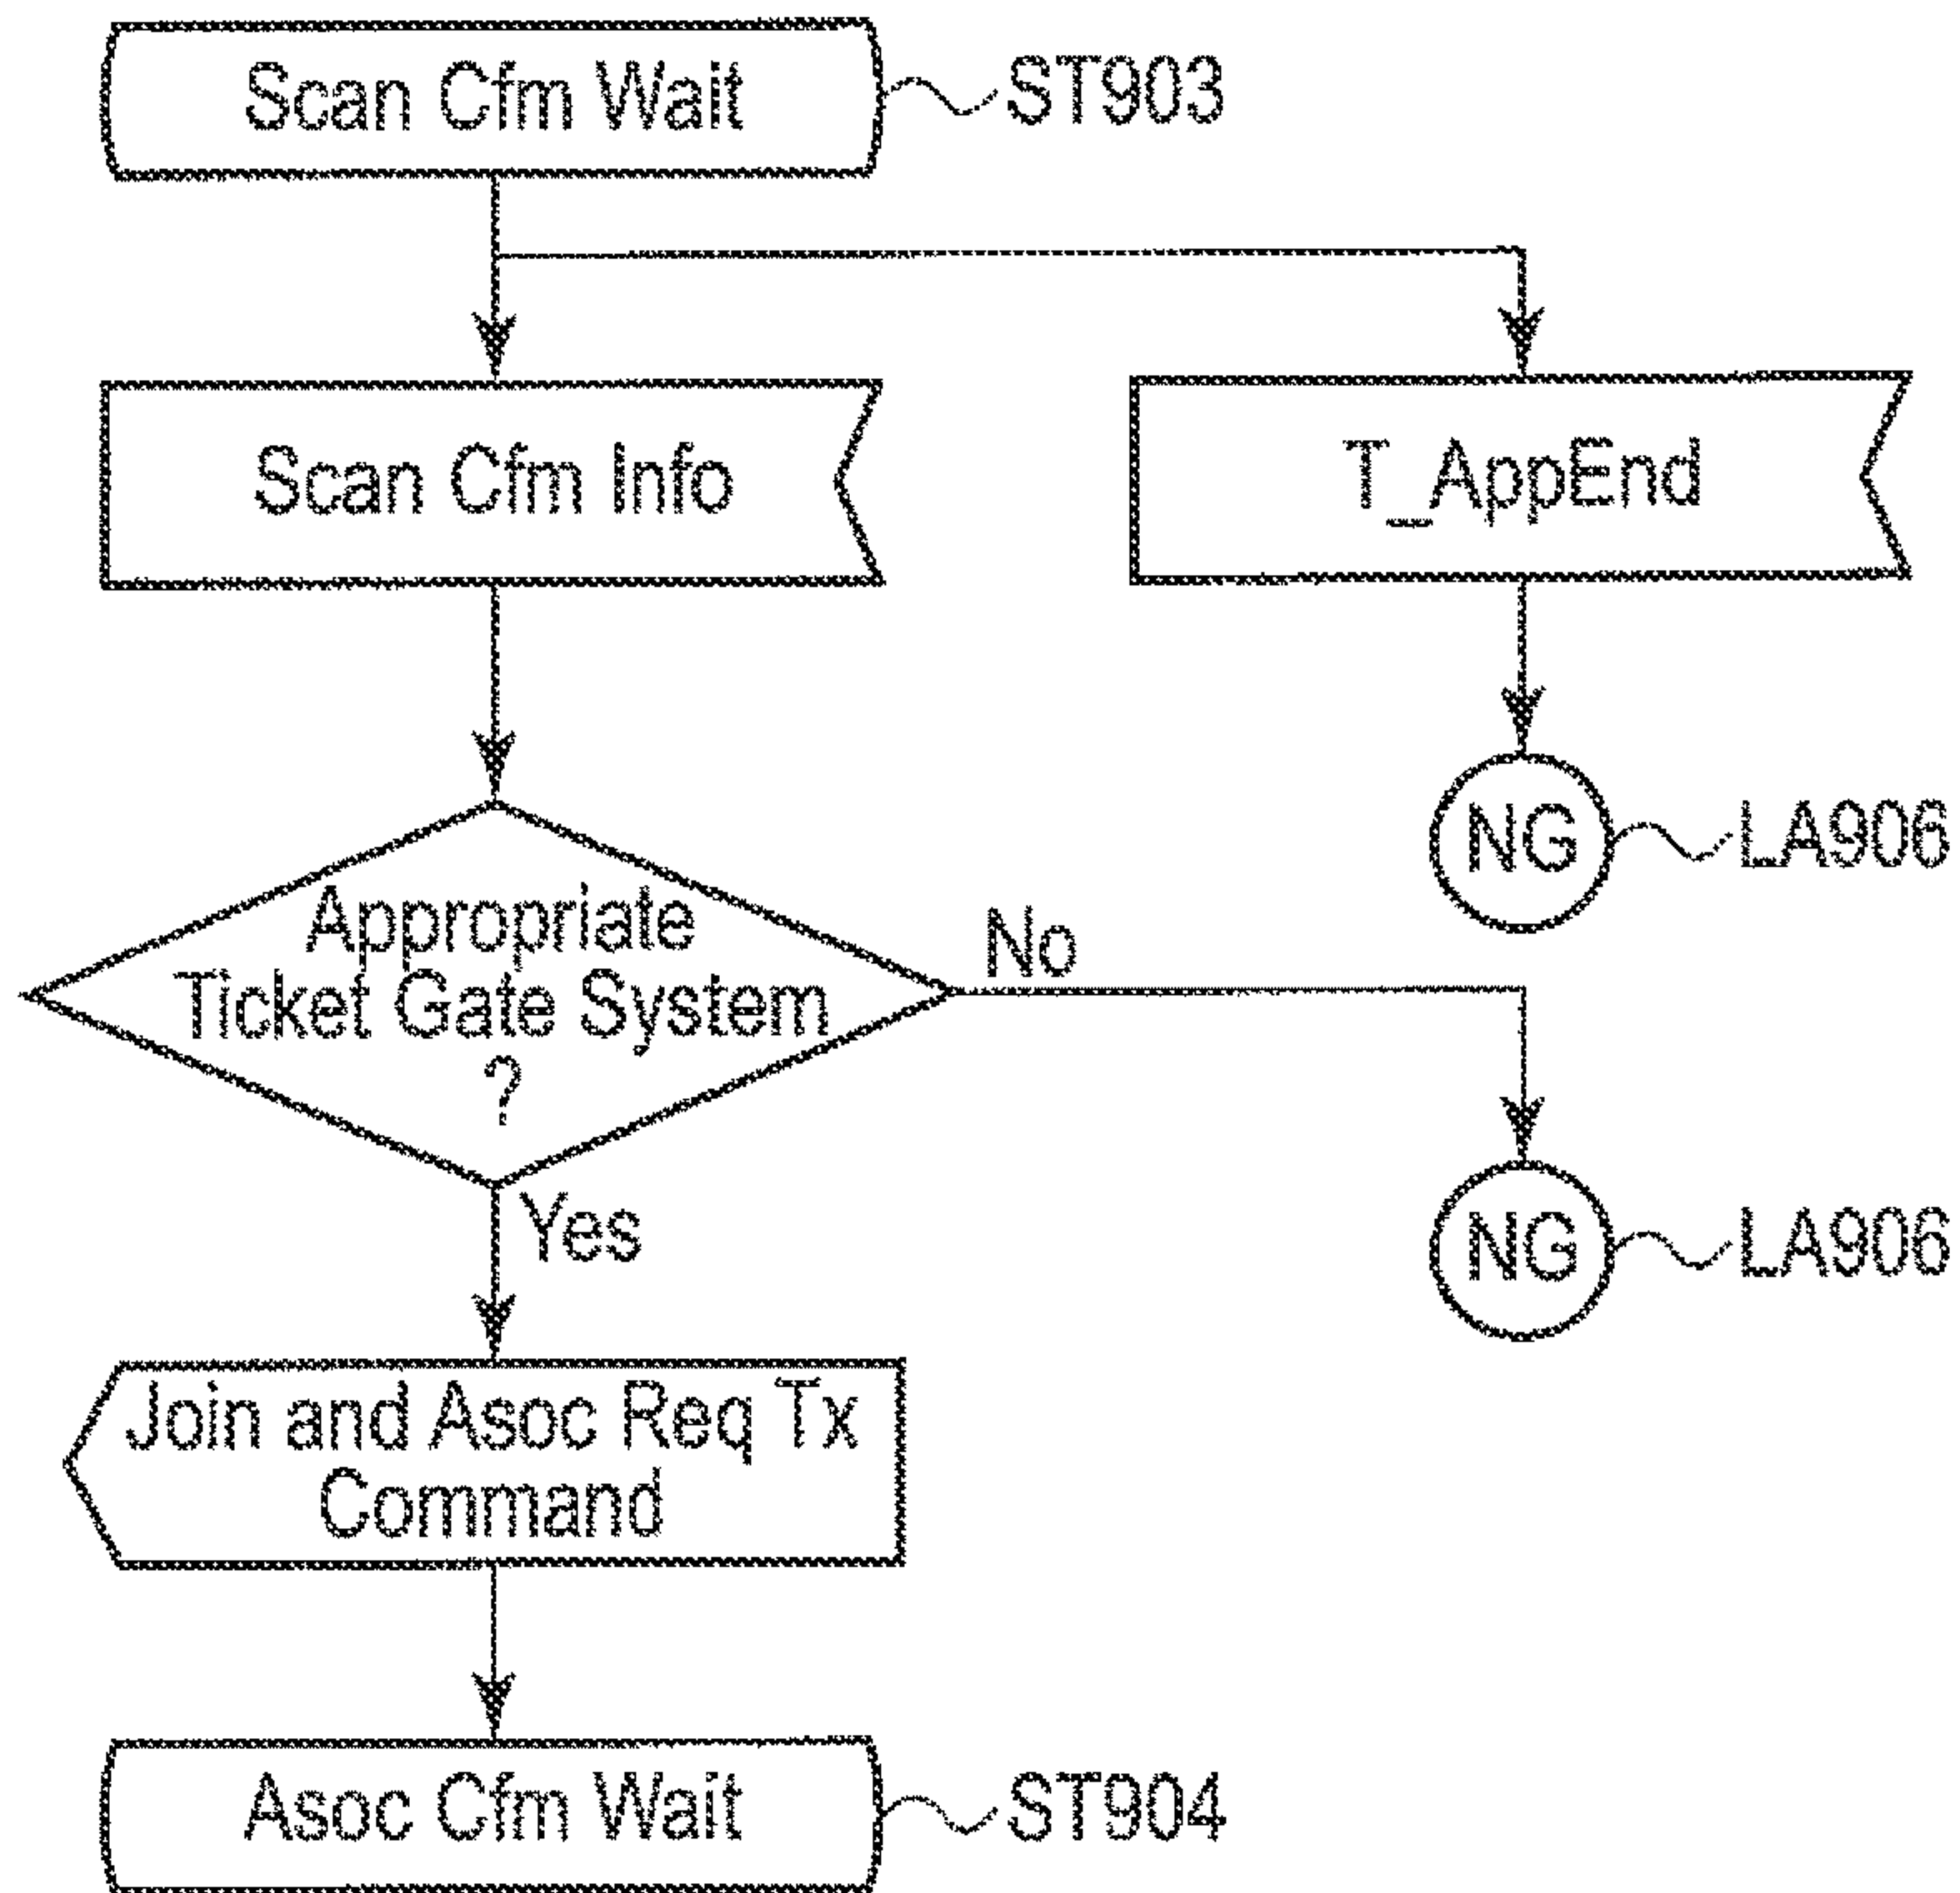 Scan Cfm Wait
ST903
Scan Cfm Info
T_AppEnd
NG
LA906
Appropriate
Ticket Gate System
?
No
Yes
NG
LA906
Join and Asoc Req Tx
Command
Asoc Cfm Wait
ST904